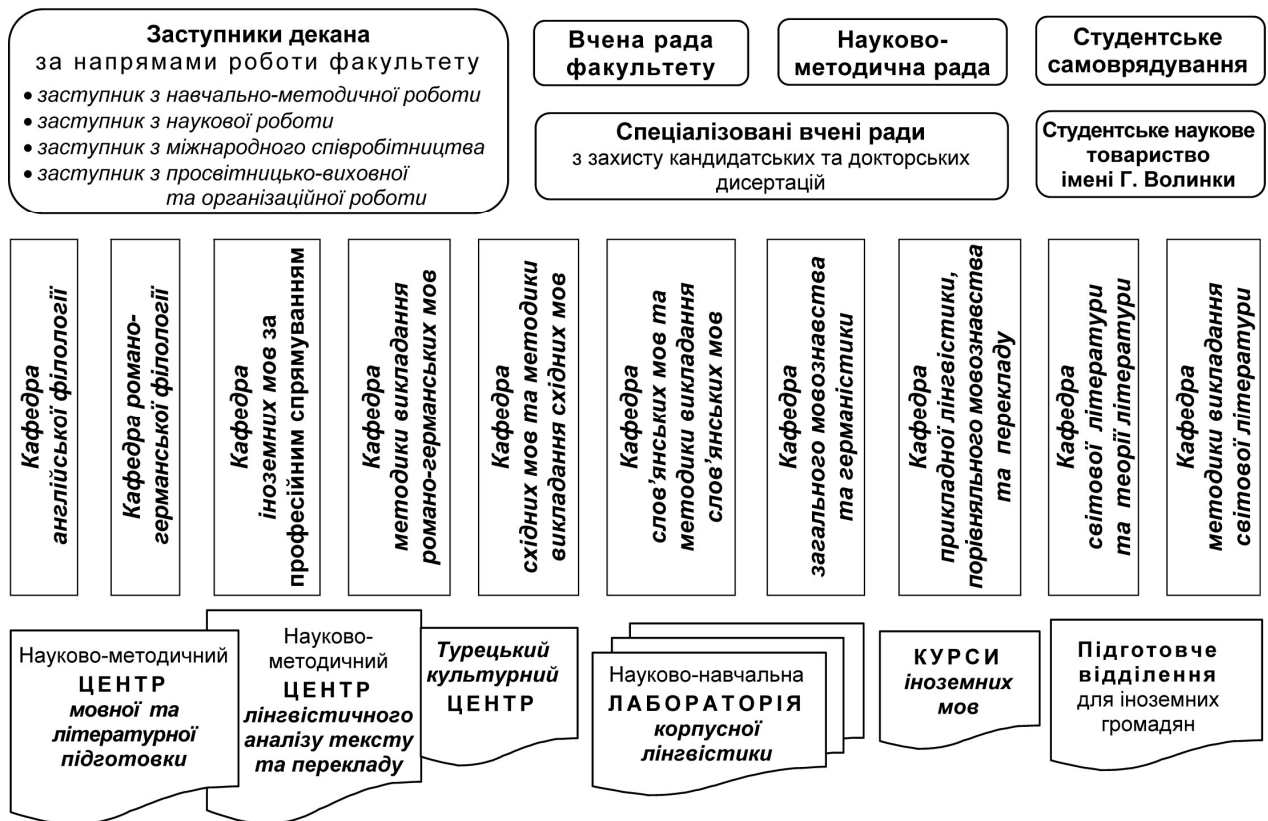 Заступники декана
за напрямами роботи факультету
• заступник з навчально-методичної роботи
• заступник з наукової роботи
• заступник з міжнародного співробітництва
• заступник з просвітницько-виховної
та організаційної роботи
Вчена рада
факультету
Науково-
методична рада
Студентське
самоврядування
Спеціалізовані вчені ради
з захисту кандидатських та докторських
дисертацій
Студентське наукове
товариство
імені Г. Волинки
Кафедра
англійської філології
Кафедра романо-
германської філології
Кафедра
іноземних мов за
професійним спрямуванням
Кафедра
методики викладання
романо-германських мов
Кафедра
східних мов та методики
викладання східних мов
Кафедра
слов’янських мов та
методики викладання
слов’янських мов
Кафедра
загального мовознавства
та германістики
Кафедра
прикладної лінгвістики,
порівняльного мовознавства
та перекладу
Кафедра
світової літератури
та теорії літератури
Кафедра
методики викладання
світової літератури
Науково-методичний
ЦЕНТР
мовної та
літературної
підготовки
Науково-
методичний
ЦЕНТР
лінгвістичного
аналізу тексту
та перекладу
Турецький
культурний
ЦЕНТР
Науково-навчальна
ЛАБОРАТОРІЯ
корпусної
лінгвістики
КУРСИ
іноземних
мов
Підготовче
відділення
для іноземних
громадян